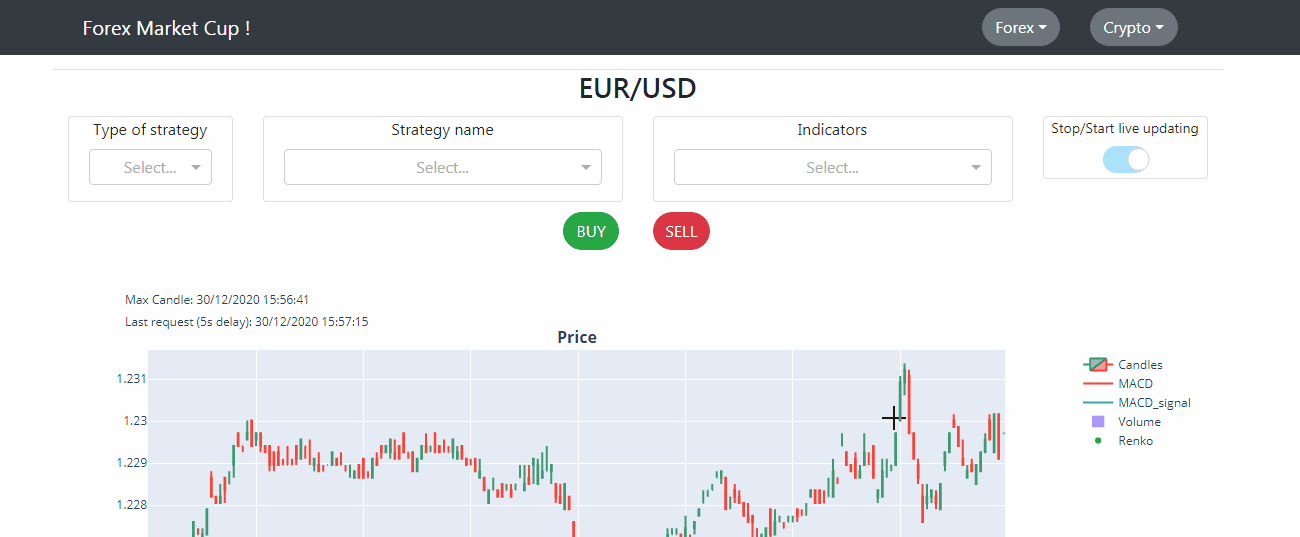 Forex Market Cup !
Forex
Crypto
EUR/USD
Type of strategy
Strategy name
Indicators
Stop/Start live updating
Select...
Select...
Select...
BUY
SELL
Max Candle: 30/12/2020 15:56:41
Last request (5s delay): 30/12/2020 15:57:15
Price
1.231
1.23
1.229
1.228
Candles
MACD
MACD_signal
Volume
Renko